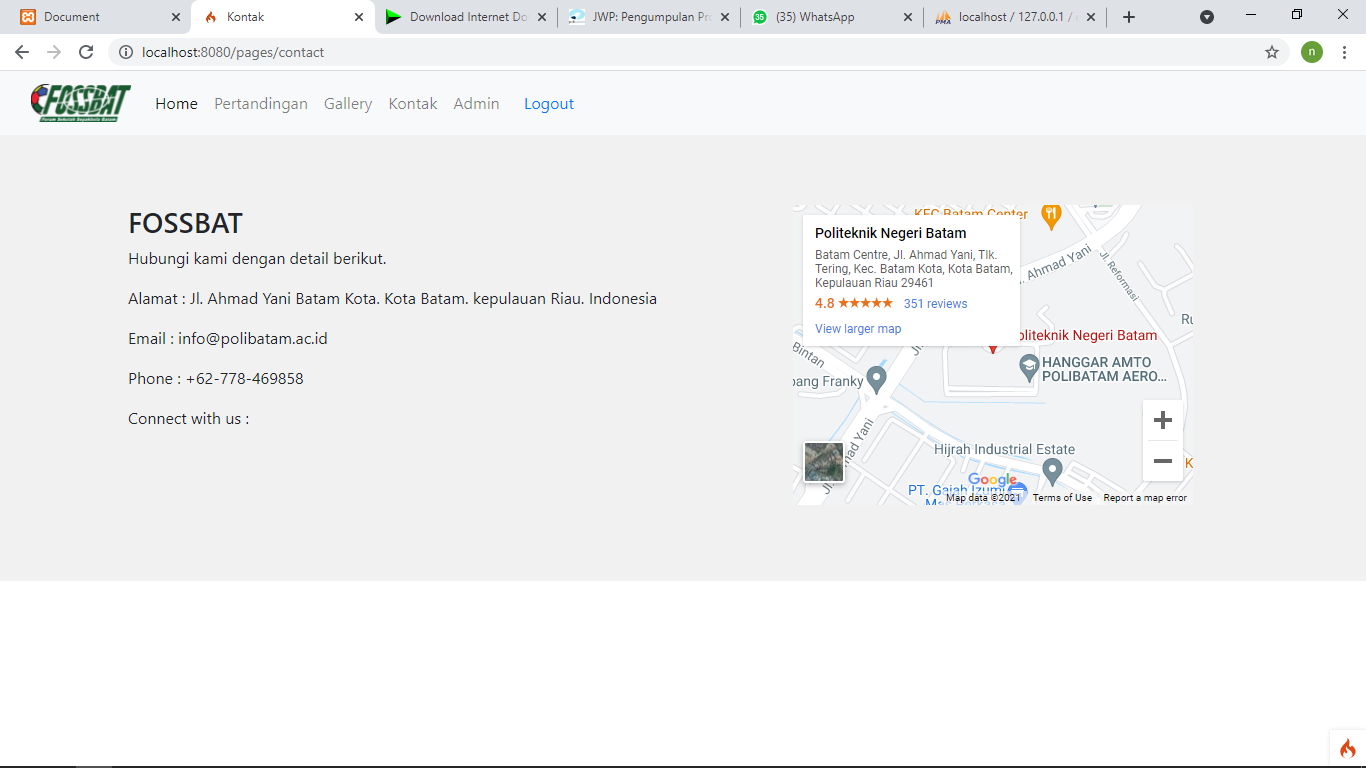 Document
Kontak
Download Internet Do
JWP: Pengumpulan Pr
(35) WhatsApp
localhost / 127.0.0.1 /
localhost:8080/pages/contact
n
FOSSBAT
Forum Sekolah Sepakbola Batam
Home Pertandingan Gallery Kontak Admin Logout
FOSSBAT
Hubungi kami dengan detail berikut.
Alamat : Jl. Ahmad Yani Batam Kota. Kota Batam. kepulauan Riau. Indonesia
Email : info@polibatam.ac.id
Phone : +62-778-469858
Connect with us :
KFC Batam Center
Politeknik Negeri Batam
Batam Centre, Jl. Ahmad Yani, Tlk.
Tering, Kec. Batam Kota, Kota Batam,
Kepulauan Riau 29461
4.8 ★★★★★ 351 reviews
View larger map
Ahmad Yani
Jl. Reformasi
Ru
oliteknik Negeri Batam
HANGGAR AMTO
POLIBATAM AERO...
Bintan
bang Franky
Hijrah Industrial Estate
PT. Gajah Izumi
Google
Map data ©2021 Terms of Use Report a map error